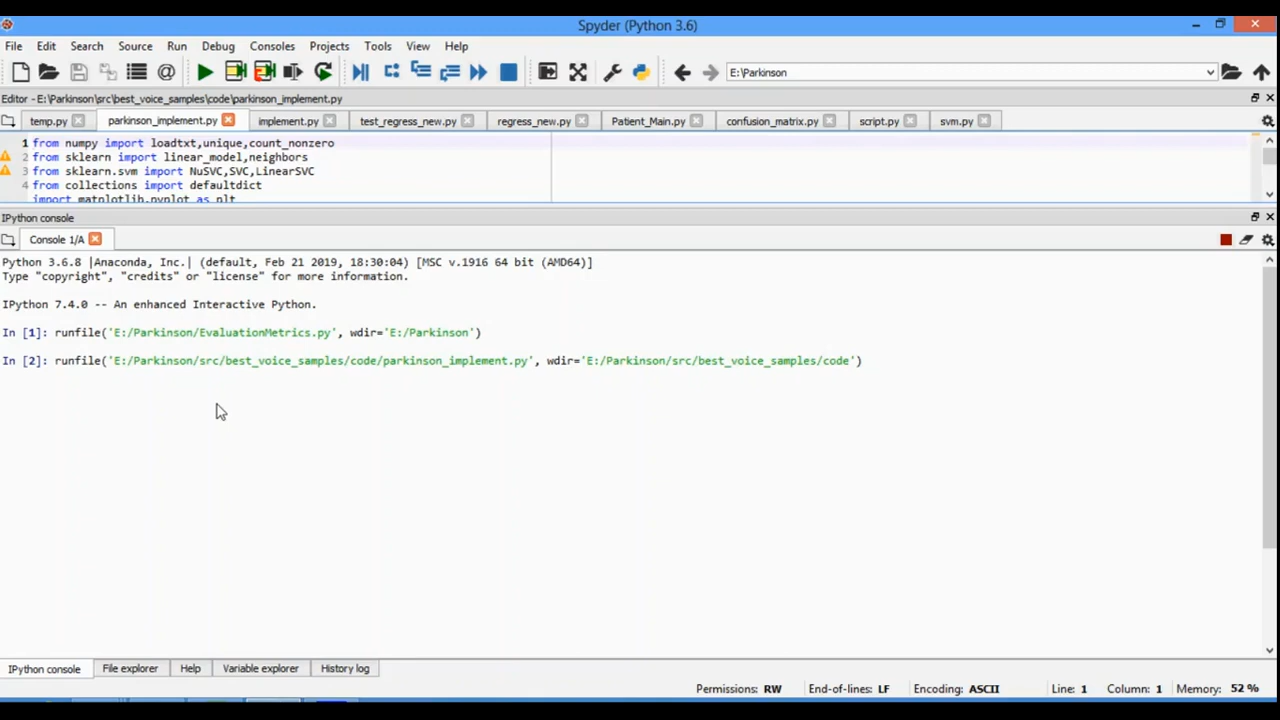 Spyder (Python 3.6)
File Edit Search Source Run Debug Consoles Projects Tools View Help
E:\Parkinson
Editor - E:\Parkinson\src\best_voice_samples\code\parkinson_implement.py
temp.py parkinson_implement.py implement.py test_regress_new.py regress_new.py Patient_Main.py confusion_matrix.py script.py svm.py
1 from numpy import loadtxt,unique,count_nonzero
2 from sklearn import linear_model,neighbors
3 from sklearn.svm import NuSVC,SVC,LinearSVC
4 from collections import defaultdict
import matplotlib.pyplot as plt
IPython console
Console 1/A
Python 3.6.8 |Anaconda, Inc.| (default, Feb 21 2019, 18:30:04) [MSC v.1916 64 bit (AMD64)]
Type "copyright", "credits" or "license" for more information.
IPython 7.4.0 -- An enhanced Interactive Python.
In [1]: runfile('E:/Parkinson/EvaluationMetrics.py', wdir='E:/Parkinson')
In [2]: runfile('E:/Parkinson/src/best_voice_samples/code/parkinson_implement.py', wdir='E:/Parkinson/src/best_voice_samples/code')
IPython console File explorer Help Variable explorer History log
Permissions: RW End-of-lines: LF Encoding: ASCII Line: 1 Column: 1 Memory: 52 %